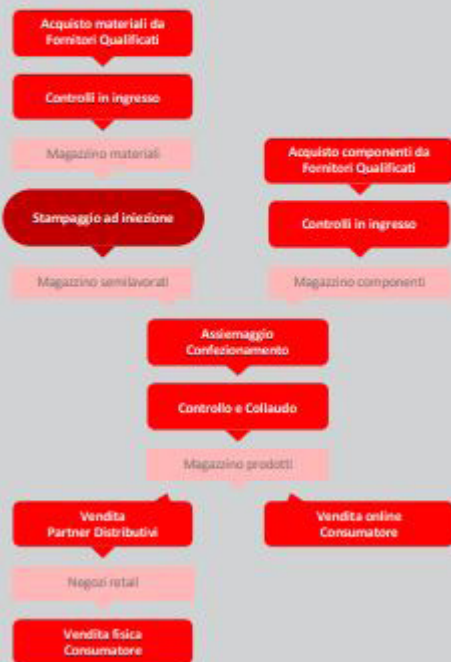 Acquisto materiali da
Fornitori Qualificati
Controlli in ingresso
Magazzino materiali
Stampaggio ad iniezione
Magazzino semilavorati
Acquisto componenti da
Fornitori Qualificati
Controlli in ingresso
Magazzino componenti
Assiemaggio
Confezionamento
Controllo e Collaudo
Magazzino prodotti
Vendita
Partner Distributivi
Negozi retail
Vendita fisica
Consumatore
Vendita online
Consumatore